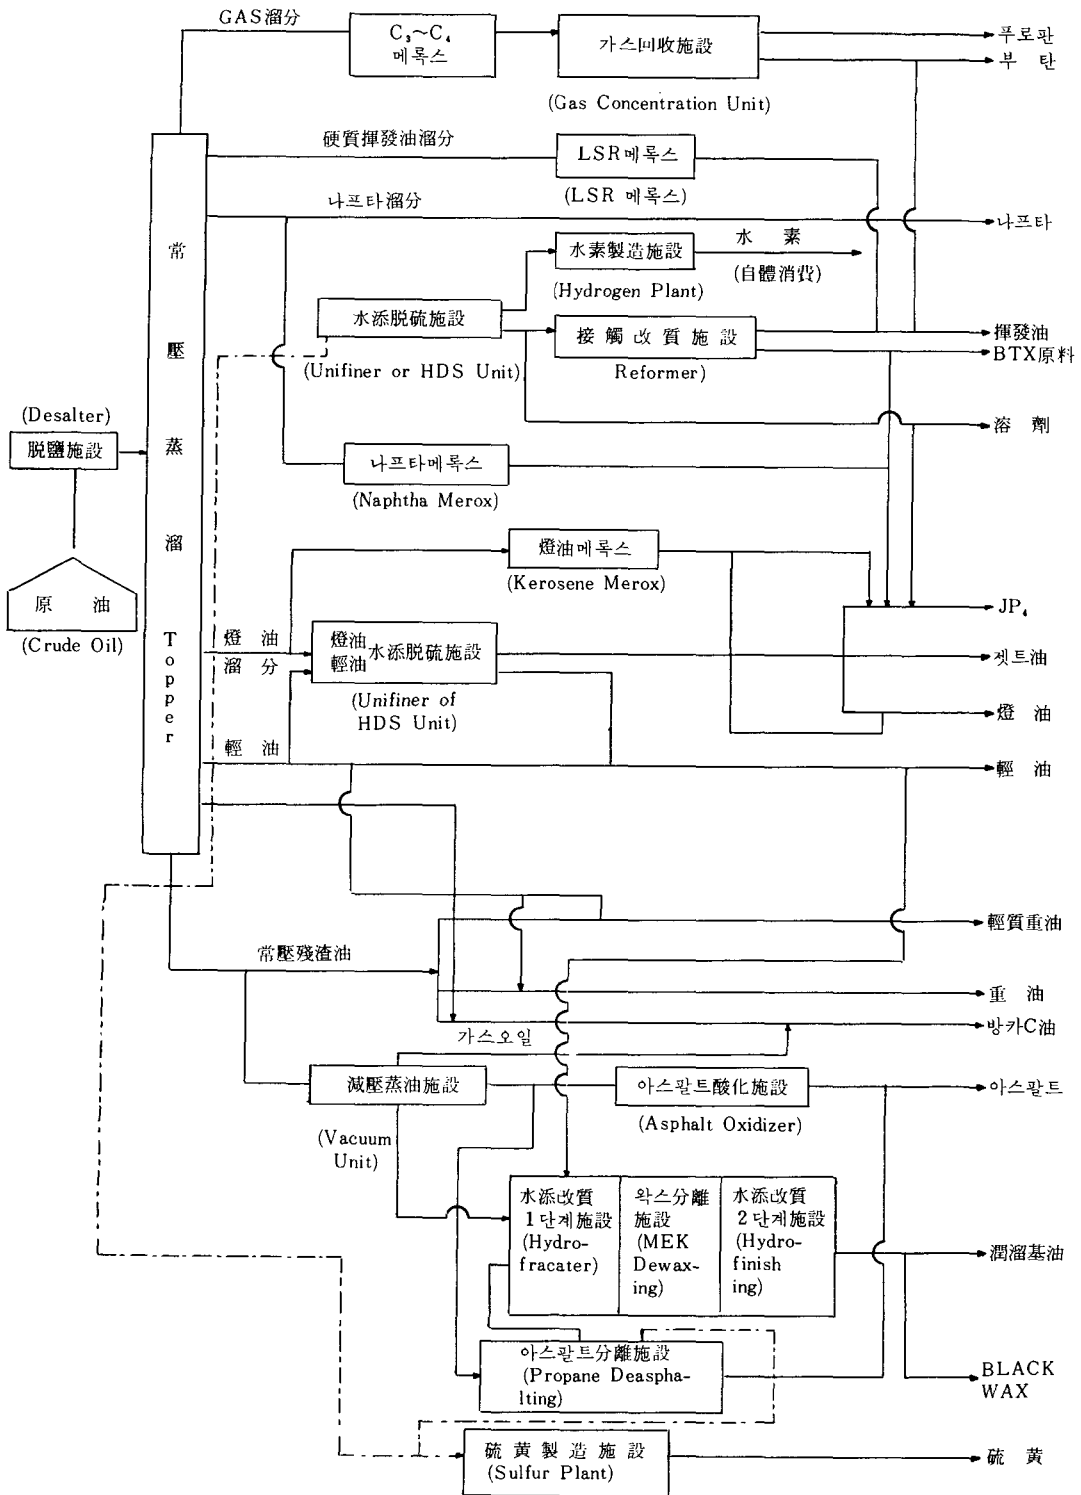 GAS溜分
C₃～C₄
메록스
가스回收施設
(Gas Concentration Unit)
푸로판
부 탄
硬質揮發油溜分
LSR메록스
(LSR 메록스)
나프타溜分
나프타
水素製造施設
(Hydrogen Plant)
水 素
(自體消費)
水添脱硫施設
(Unifiner or HDS Unit)
接觸改質施設
Reformer)
揮發油
BTX原料
溶 劑
나프타메록스
(Naphtha Merox)
(Desalter)
脱鹽施設
原 油
(Crude Oil)
常壓蒸溜
Topper
燈油메록스
(Kerosene Merox)
JP₄
燈 油
溜 分
燈油
輕油
水添脱硫施設
(Unifiner of
HDS Unit)
젯트油
燈 油
輕 油
輕 油
輕質重油
常壓殘渣油
重 油
방카C油
가스오일
減壓蒸油施設
(Vacuum
Unit)
아스팔트酸化施設
(Asphalt Oxidizer)
아스팔트
水添改質
1단계施設
(Hydro-
fracater)
왁스分離
施設
(MEK
Dewax-
ing)
水添改質
2단계施設
(Hydro-
finish
ing)
潤溜基油
아스팔트分離施設
(Propane Deaspha-
lting)
BLACK
WAX
硫黄製造施設
(Sulfur Plant)
硫 黄